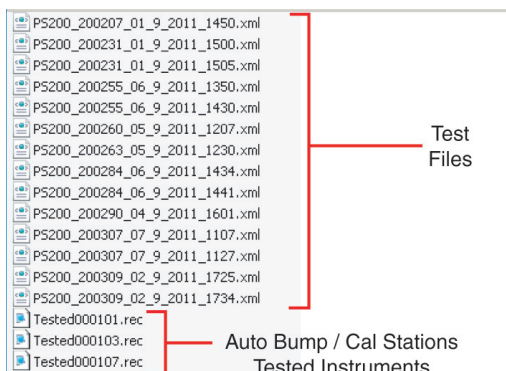 PS200_200207_01_9_2011_1450.xml
PS200_200231_01_9_2011_1500.xml
PS200_200231_01_9_2011_1505.xml
PS200_200255_06_9_2011_1350.xml
PS200_200255_06_9_2011_1430.xml
PS200_200260_05_9_2011_1207.xml
PS200_200263_05_9_2011_1230.xml
PS200_200284_06_9_2011_1434.xml
PS200_200284_06_9_2011_1441.xml
PS200_200290_04_9_2011_1601.xml
PS200_200307_07_9_2011_1107.xml
PS200_200307_07_9_2011_1127.xml
PS200_200309_02_9_2011_1725.xml
PS200_200309_02_9_2011_1734.xml
Test
Files
Tested000101.rec
Tested000103.rec
Tested000107.rec
Auto Bump / Cal Stations
Tested Instruments